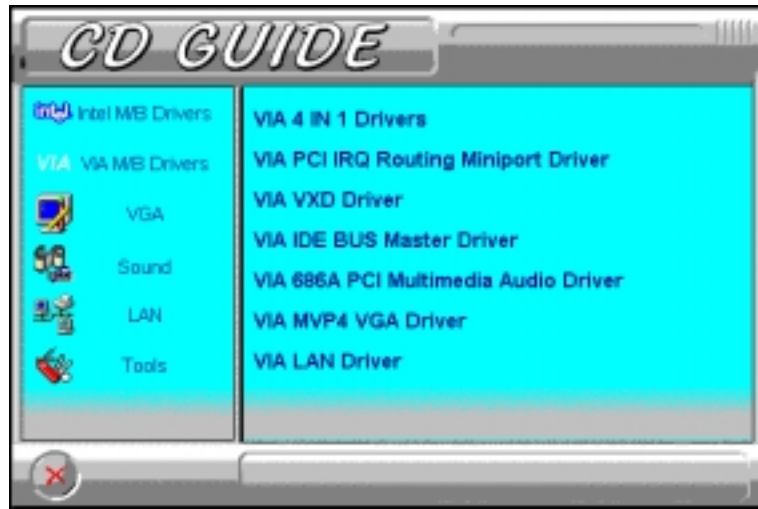 CD GUIDE
intel Intel M/B Drivers
VIA VIA M/B Drivers
VGA
Sound
LAN
Tools
VIA 4 IN 1 Drivers
VIA PCI IRQ Routing Miniport Driver
VIA VXD Driver
VIA IDE BUS Master Driver
VIA 686A PCI Multimedia Audio Driver
VIA MVP4 VGA Driver
VIA LAN Driver